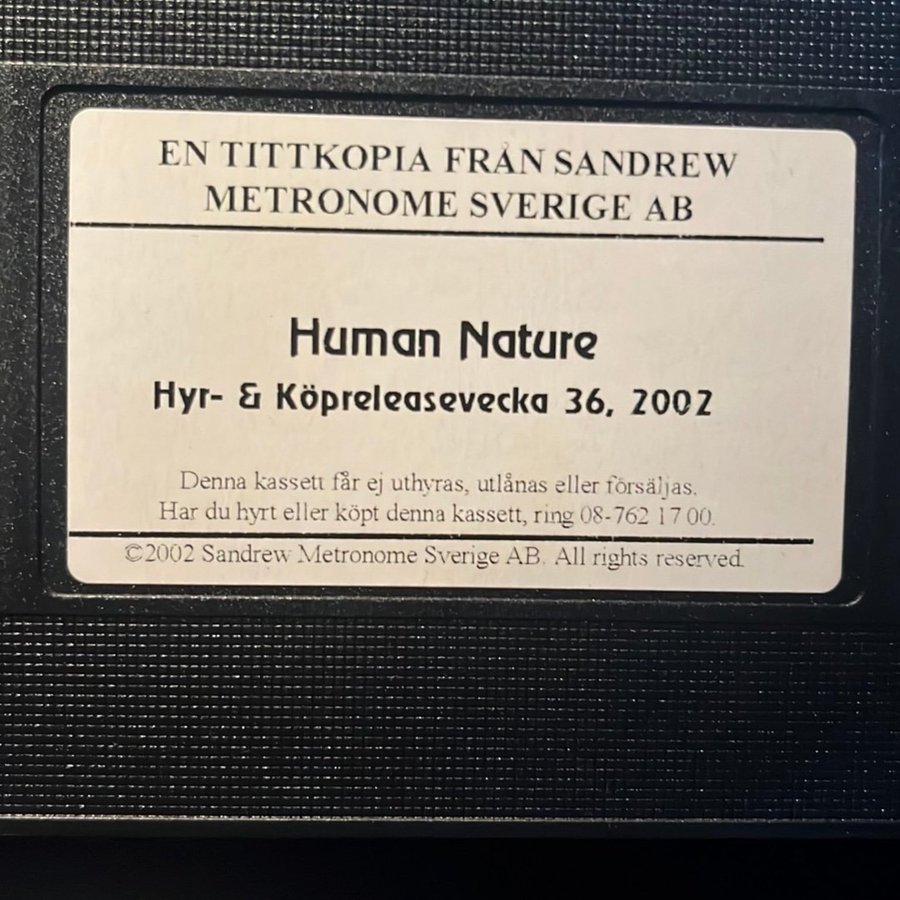 EN TITTKOPIA FRÅN SANDREW
METRONOME SVERIGE AB
Human Nature
Hyr- & Köpreleasevecka 36, 2002
Denna kassett får ej uthyras, utlånas eller försäljas.
Har du hyrt eller köpt denna kassett, ring 08-762 17 00.
©2002 Sandrew Metronome Sverige AB. All rights reserved.